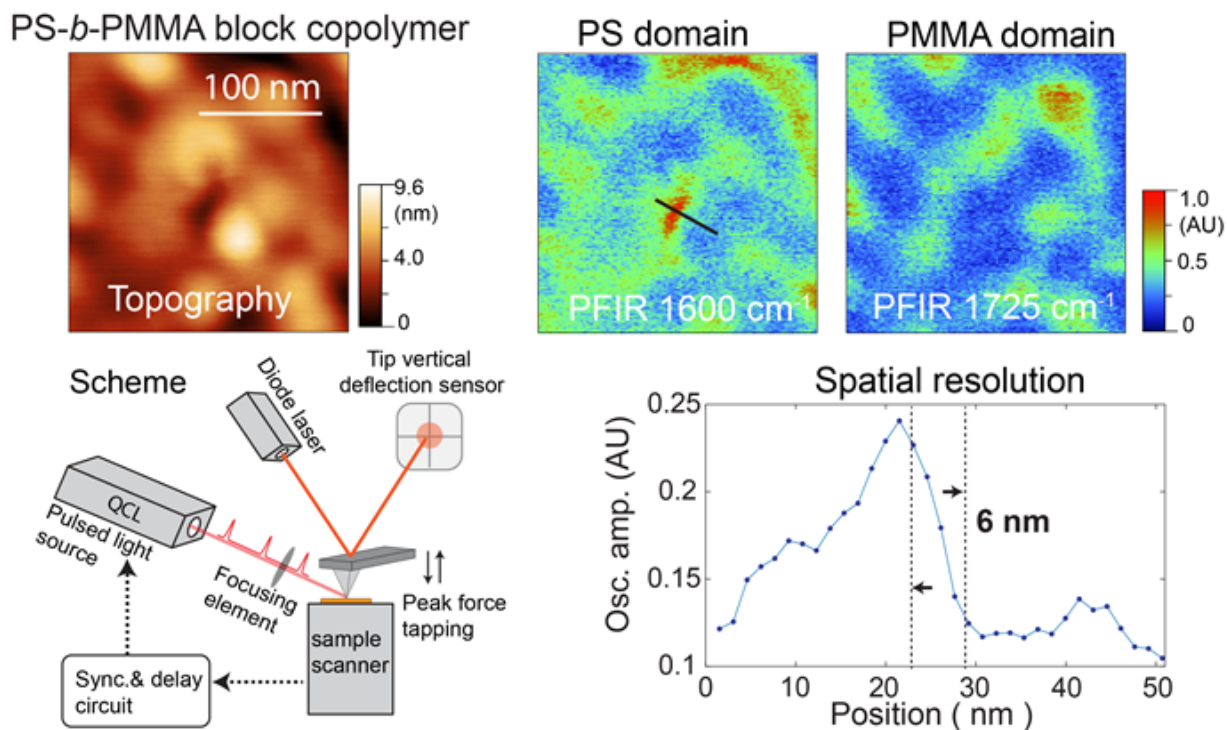 PS-b-PMMA block copolymer
100 nm
9.6
(nm)
4.0
0
Topography
PS domain
PFIR 1600 cm-1
PMMA domain
PFIR 1725 cm-1
1.0
(AU)
0.5
0
Scheme
Diode laser
Tip vertical
deflection sensor
QCL
Pulsed light
source
Focusing
element
Peak force
tapping
sample
scanner
Sync.& delay
circuit
Spatial resolution
Osc. amp. (AU)
0.25
0.2
0.15
0.1
6 nm
0
10
20
30
40
50
Position ( nm)